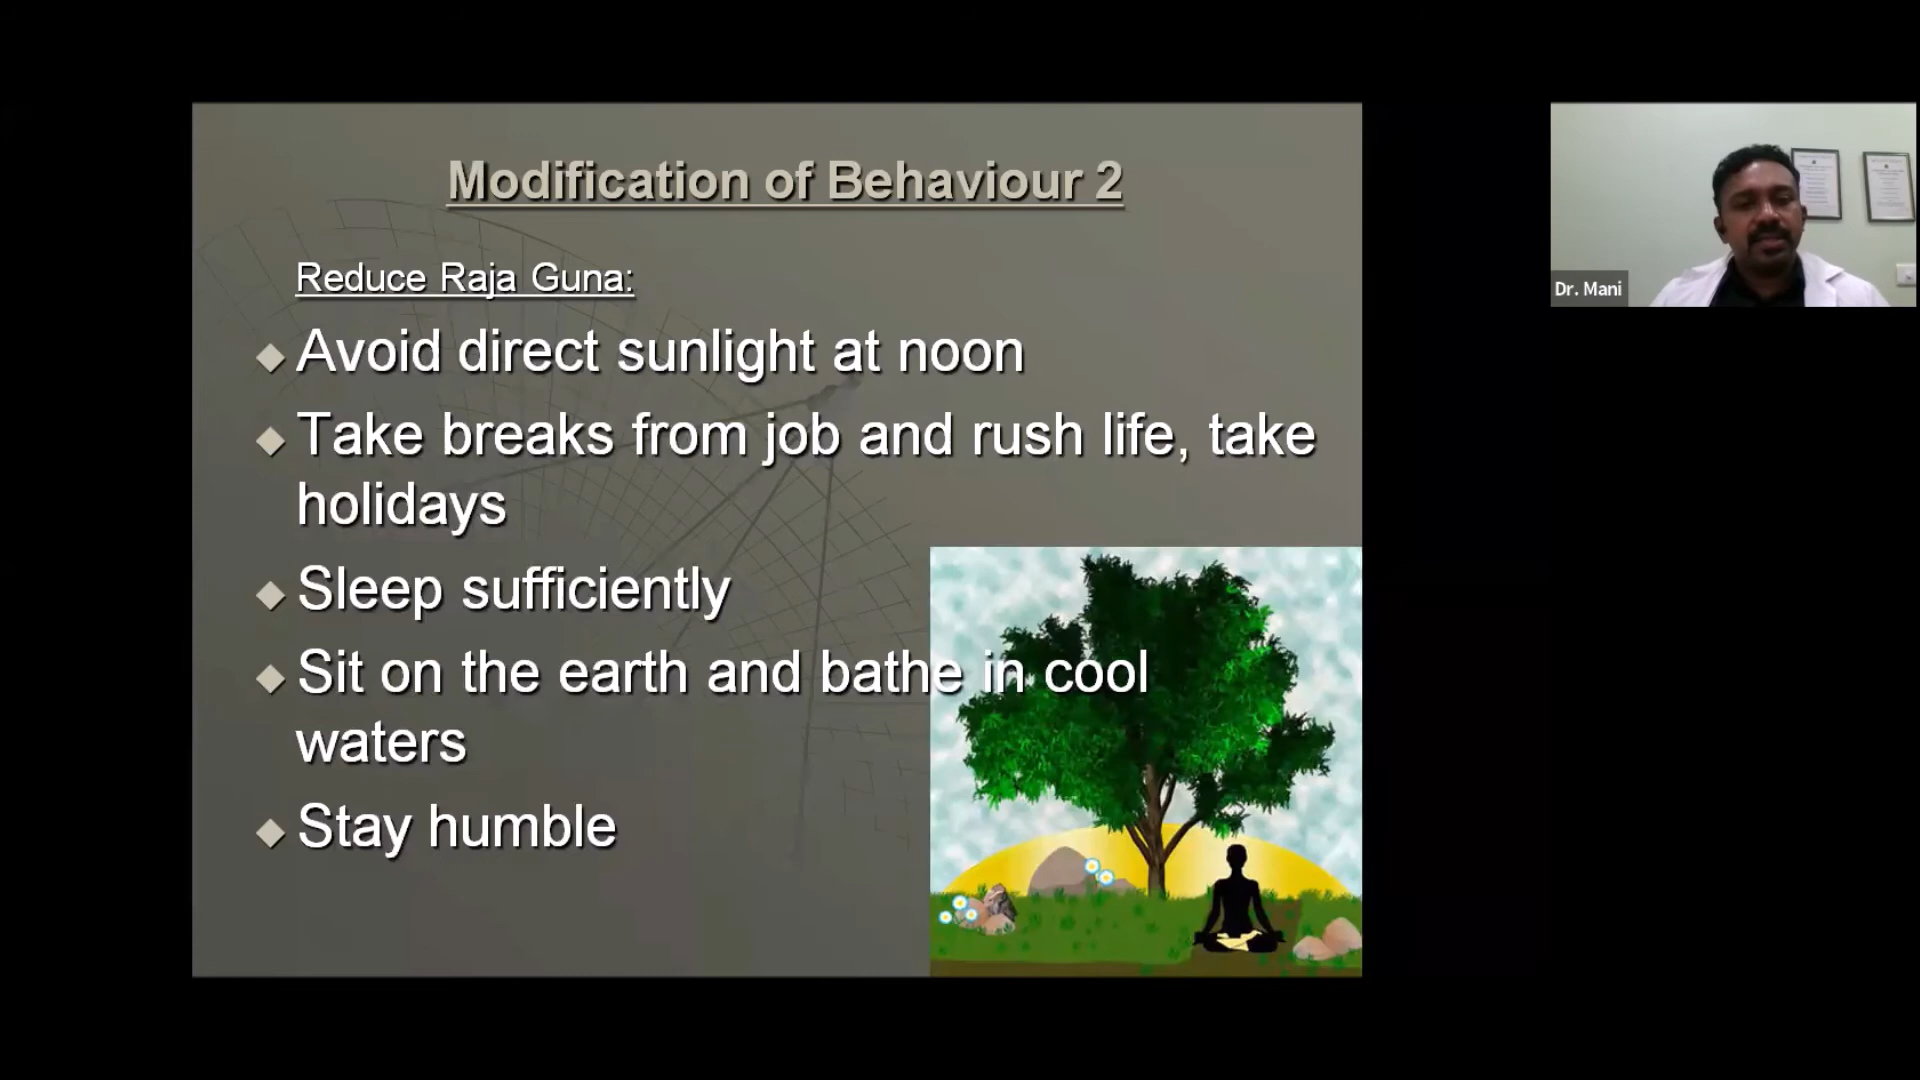 Modification of Behaviour 2
Reduce Raja Guna:
Avoid direct sunlight at noon
Take breaks from job and rush life, take
holidays
Sleep sufficiently
Sit on the earth and bathe in cool
waters
Stay humble
Dr. Mani